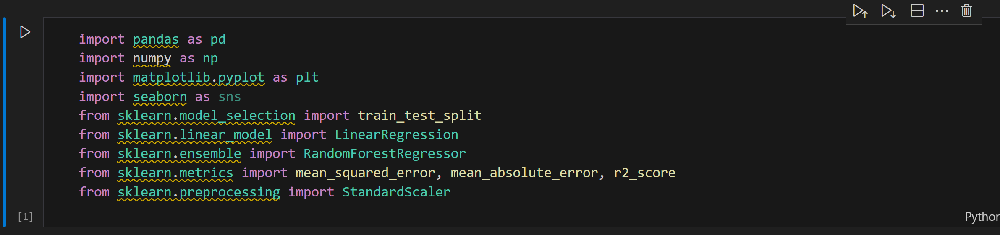 import pandas as pd
import numpy as np
import matplotlib.pyplot as plt
import seaborn as sns
from sklearn.model_selection import train_test_split
from sklearn.linear_model import LinearRegression
from sklearn.ensemble import RandomForestRegressor
from sklearn.metrics import mean_squared_error, mean_absolute_error, r2_score
from sklearn.preprocessing import StandardScaler
[1]
Python